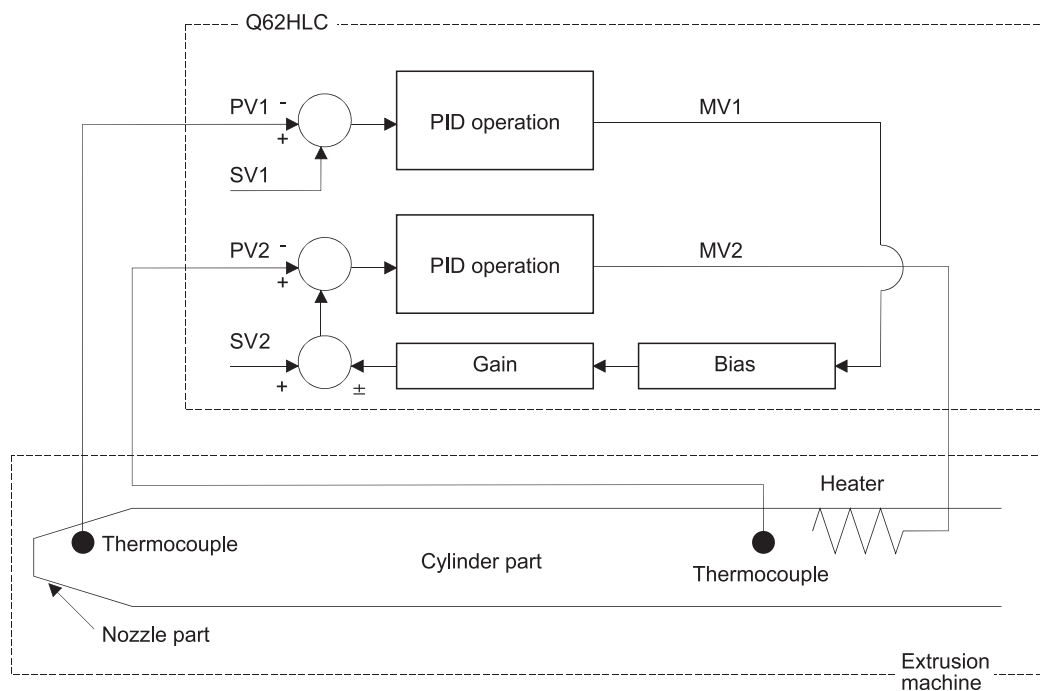 Q62HLC
PV1
-
+
SV1
PID operation
MV1
PV2
-
+
PID operation
MV2
SV2
+
±
Gain
Bias
Heater
Thermocouple
Cylinder part
Thermocouple
Nozzle part
Extrusion
machine